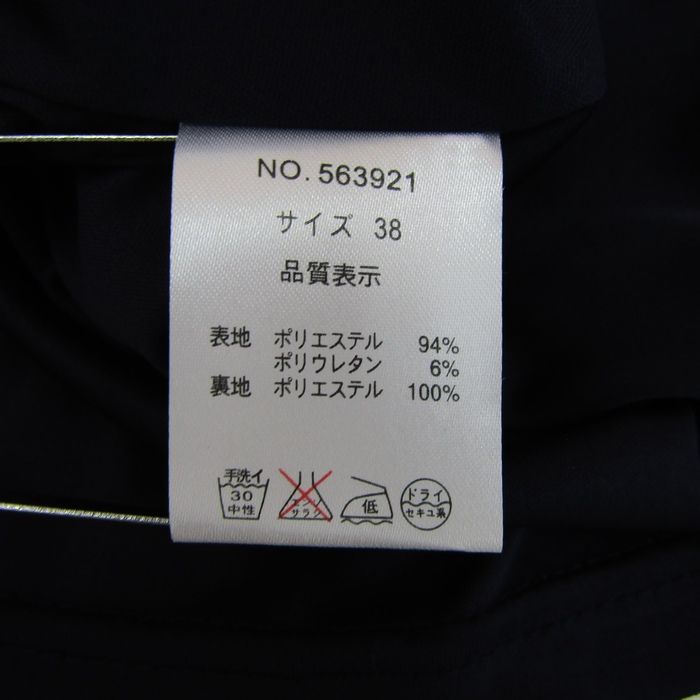 NO. 563921
サイズ 38
品質表示
表地 ポリエステル 94%
ポリウレタン 6%
裏地 ポリエステル 100%
手洗イ
30
中性
エンソ
サラシ
低
ドライ
セキユ系